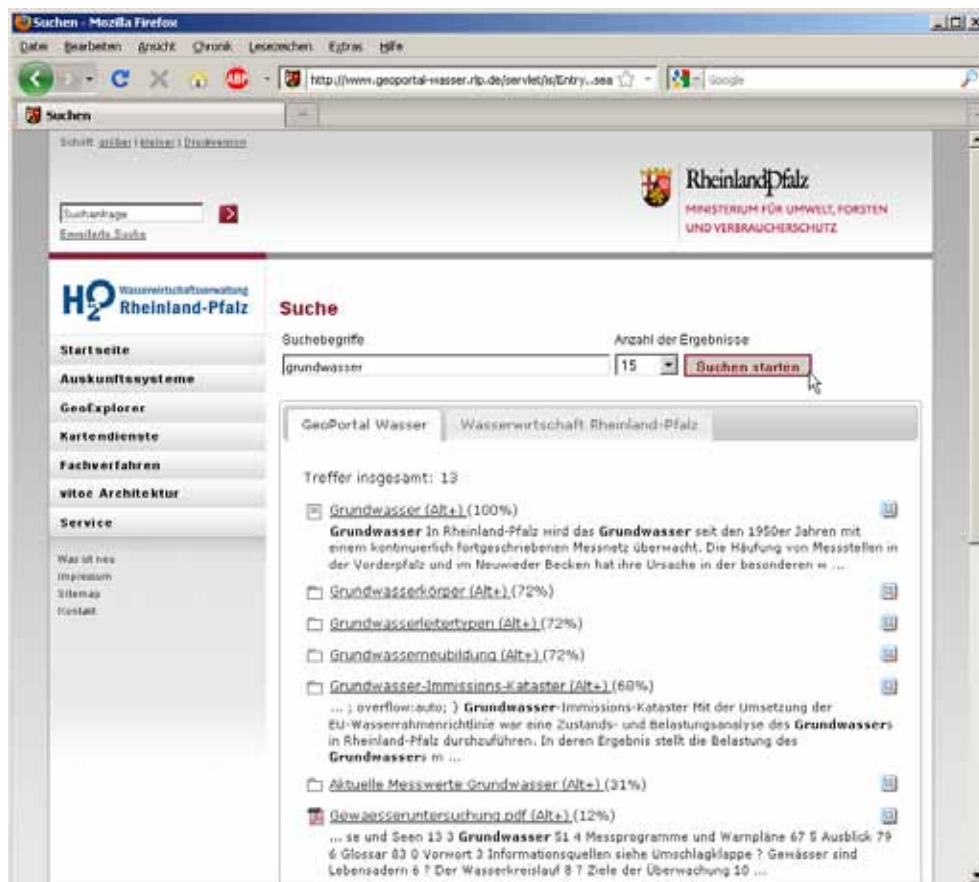 Suchen - Mozilla Firefox
Datei Bearbeiten Ansicht Chronik Lesezeichen Extras Hilfe
http://www.geoportal-wasser.rlp.de/servlet/is/Entry...sea
Google
Suchen
Schrift größer | kleiner | Druckversion
Suchanfrage
Erweiterte Suche
RheinlandPfalz
MINISTERIUM FÜR UMWELT, FORSTEN
UND VERBRAUCHERSCHUTZ
H2O Wasserwirtschaftsverwaltung
Rheinland-Pfalz
Startseite
Auskunftssysteme
GeoExplorer
Kartendienste
Fachverfahren
Service
Was ist neu
Impressum
Sitemap
Kontakt
Suche
Suchebegriffe Anzahl der Ergebnisse
grundwasser 15 Suchen starten
GeoPortal Wasser Wasserwirtschaft Rheinland-Pfalz
Treffer insgesamt: 13
Grundwasser (Alt+) (100%)
Grundwasser In Rheinland-Pfalz wird das Grundwasser seit den 1950er Jahren mit
einem kontinuierlich fortgeschriebenen Messnetz überwacht. Die Häufung von Messstellen in
der Vorderpfalz und im Neuwieder Becken hat ihre Ursache in der besonderen w ...
Grundwasserkörper (Alt+) (72%)
Grundwasserleitertypen (Alt+) (72%)
Grundwasserneubildung (Alt+) (72%)
Grundwasser-Immissions-Kataster (Alt+) (68%)
... ; overflow:auto; } Grundwasser-Immissions-Kataster Mit der Umsetzung der
EU-Wasserrahmenrichtlinie war eine Zustands- und Belastungsanalyse des Grundwassers
in Rheinland-Pfalz durchzuführen. In deren Ergebnis stellt die Belastung des
Grundwassers m ...
Aktuelle Messwerte Grundwasser (Alt+) (31%)
Gewaesseruntersuchung.pdf (Alt+) (12%)
... se und Seen 13 3 Grundwasser 51 4 Messprogramme und Warnpläne 67 5 Ausblick 79
6 Glossar 83 0 Vorwort 3 Informationsquellen siehe Umschlagklappe ? Gewässer sind
Lebensadern 6 ? Der Wasserkreislauf 8 ? Ziele der Überwachung 10 ...